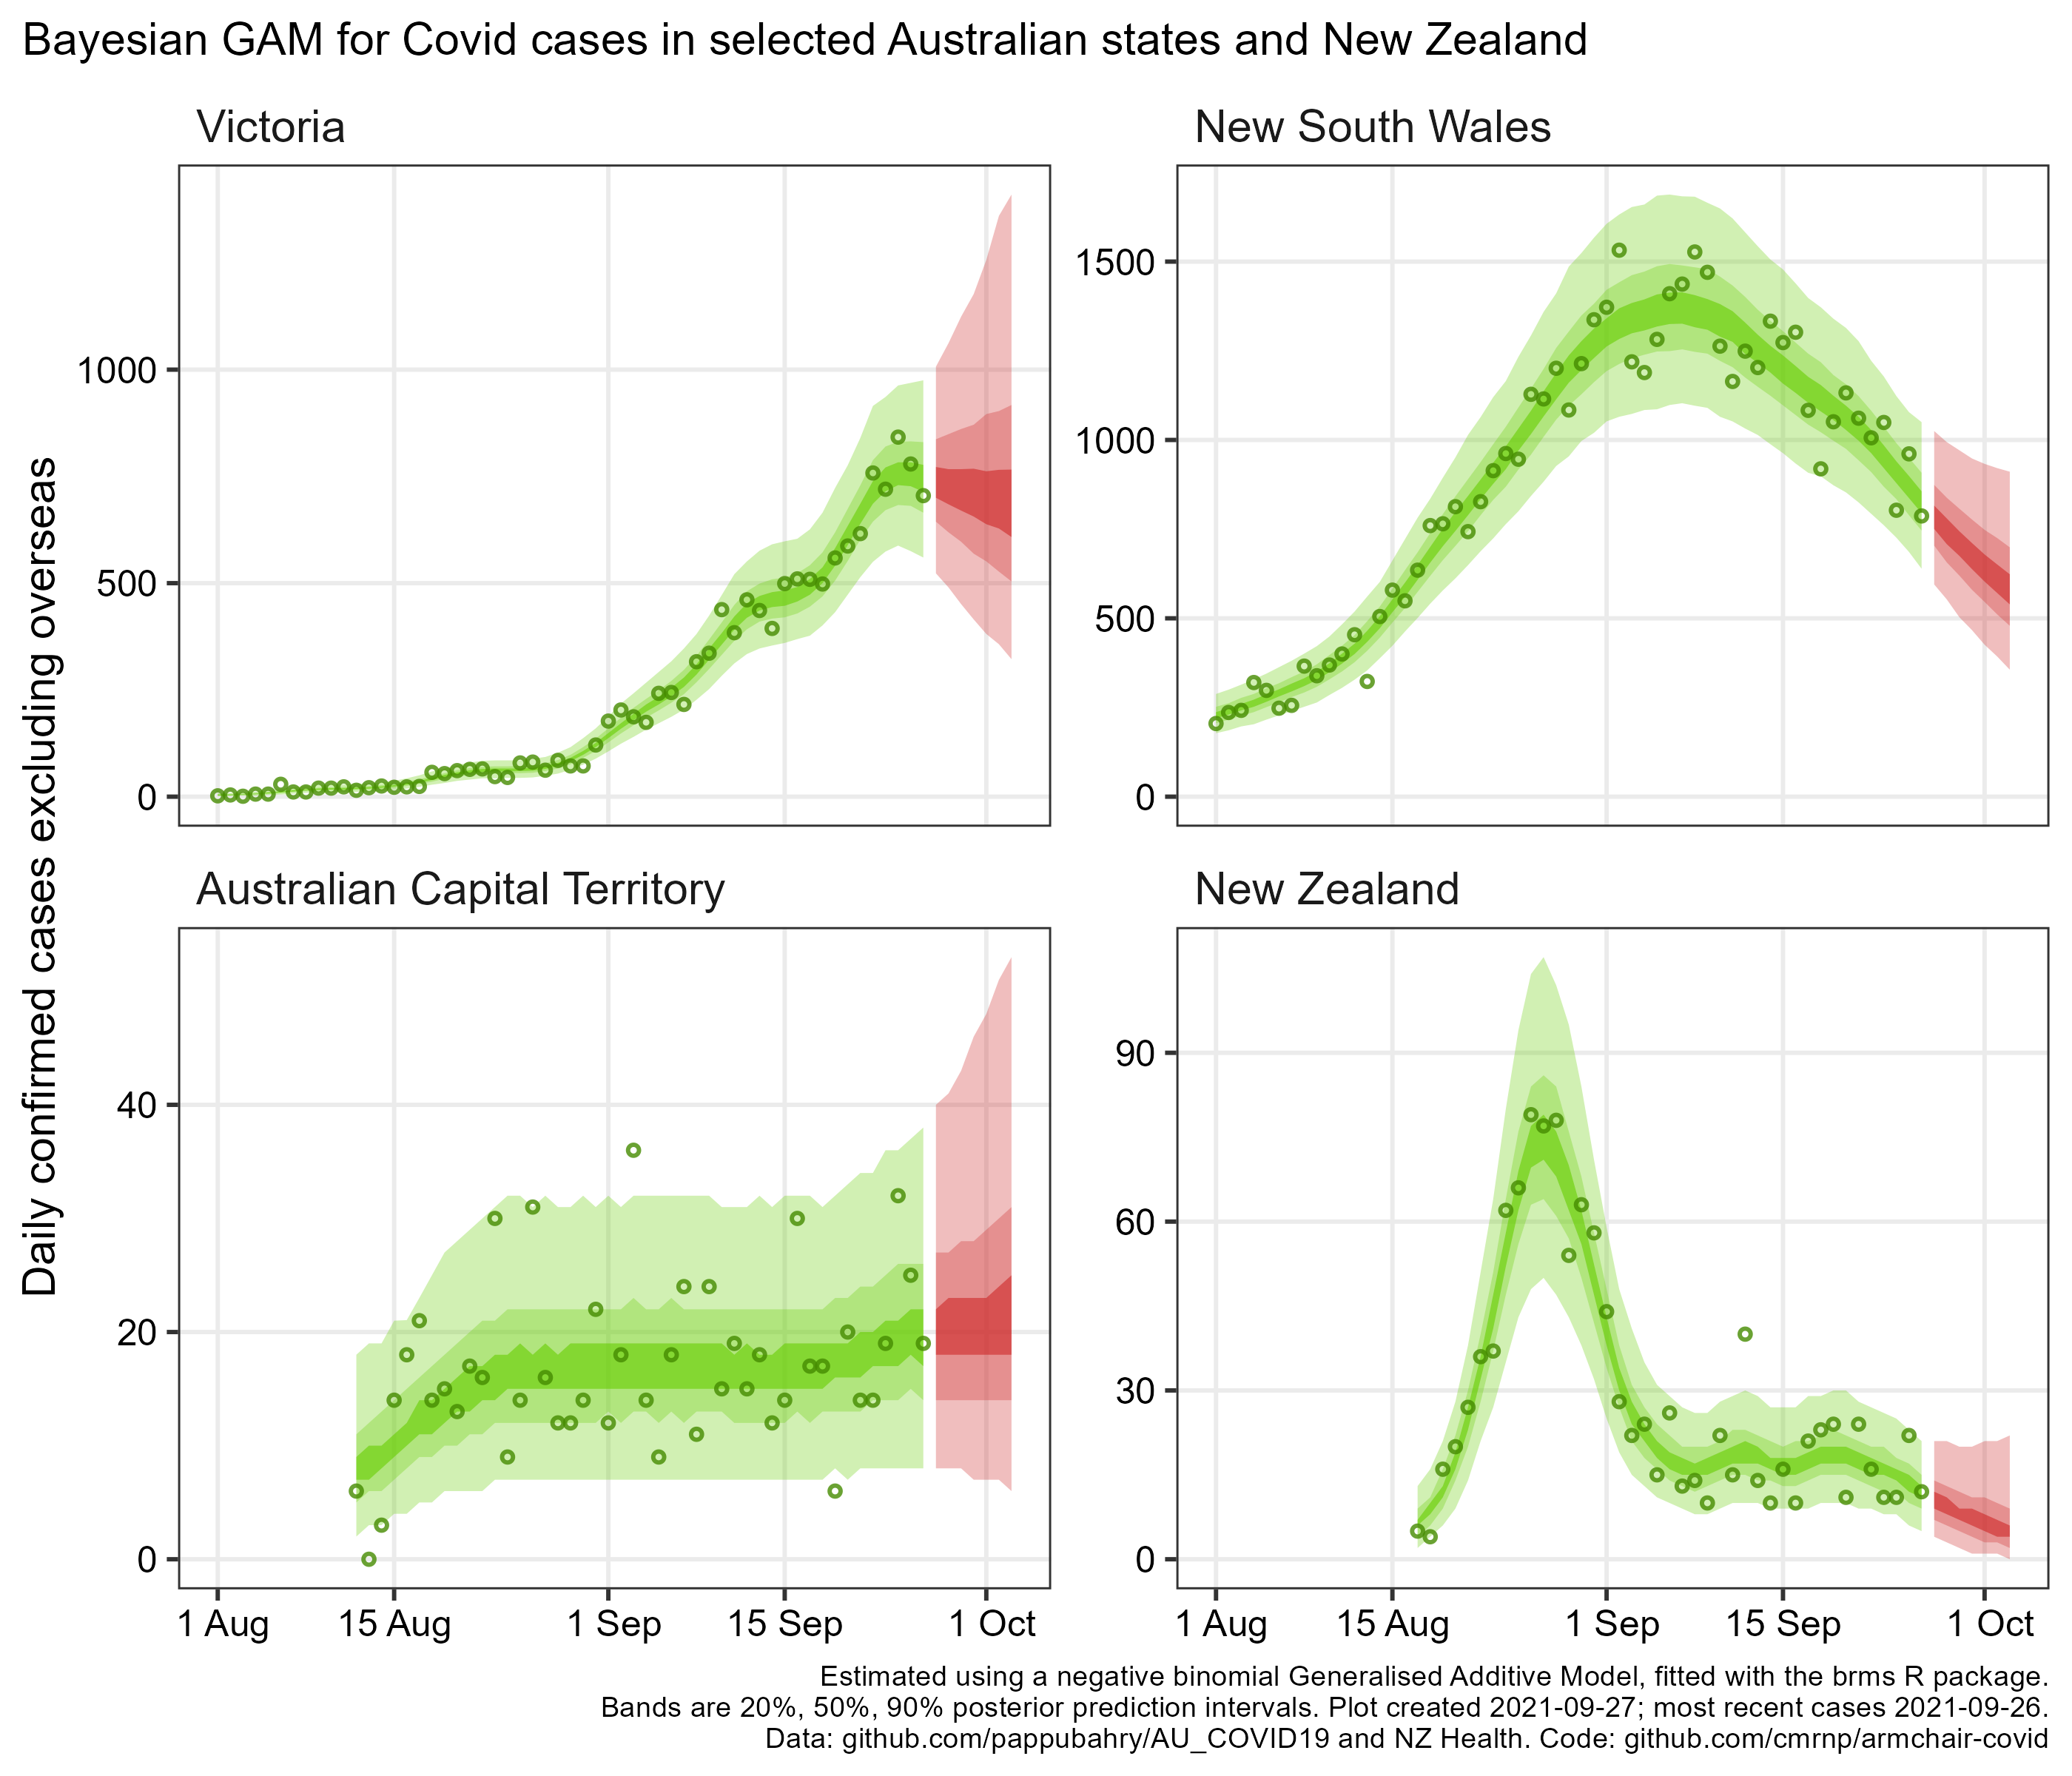 Bayesian GAM for Covid cases in selected Australian states and New Zealand
Daily confirmed cases excluding overseas
Victoria
1000
500
0
New South Wales
1500
1000
500
0
Australian Capital Territory
40
20
0
1 Aug
15 Aug
1 Sep
15 Sep
1 Oct
New Zealand
90
60
30
0
1 Aug
15 Aug
1 Sep
15 Sep
1 Oct
Estimated using a negative binomial Generalised Additive Model, fitted with the brms R package.
Bands are 20%, 50%, 90% posterior prediction intervals. Plot created 2021-09-27; most recent cases 2021-09-26.
Data: github.com/pappubahry/AU_COVID19 and NZ Health. Code: github.com/cmrnp/armchair-covid